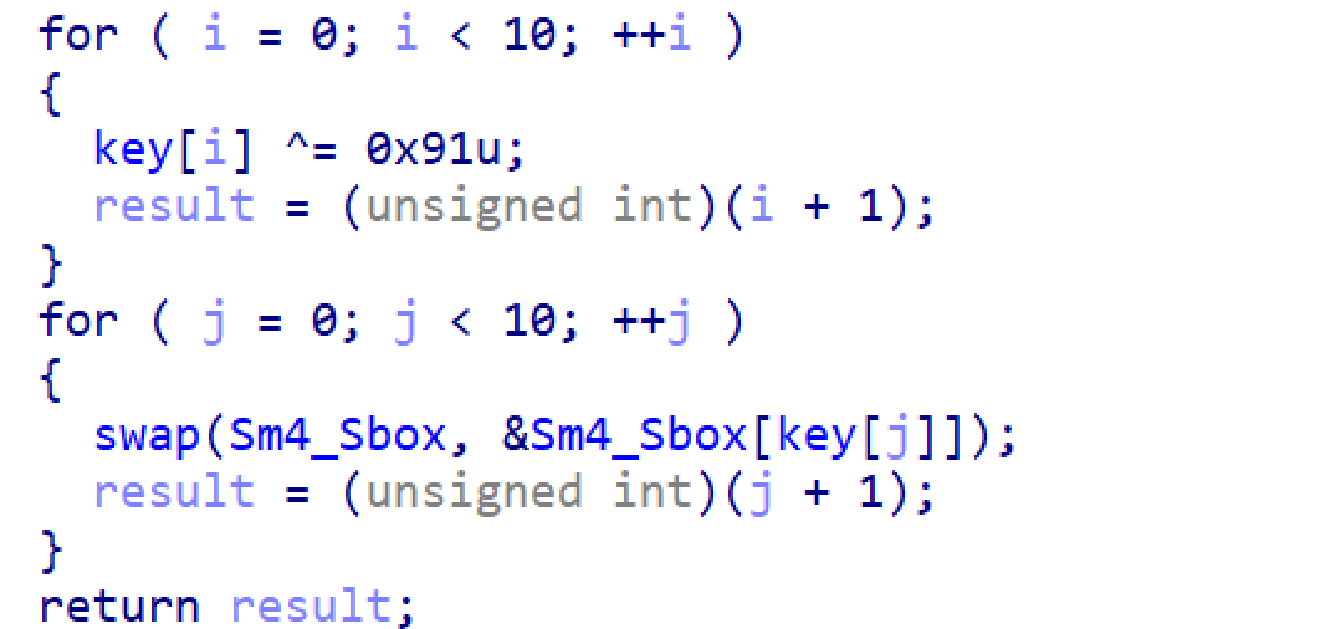 for ( i = 0; i < 10; ++i )
{
  key[i] ^= 0x91u;
  result = (unsigned int)(i + 1);
}
for ( j = 0; j < 10; ++j )
{
  swap(Sm4_Sbox, &Sm4_Sbox[key[j]]);
  result = (unsigned int)(j + 1);
}
return result;